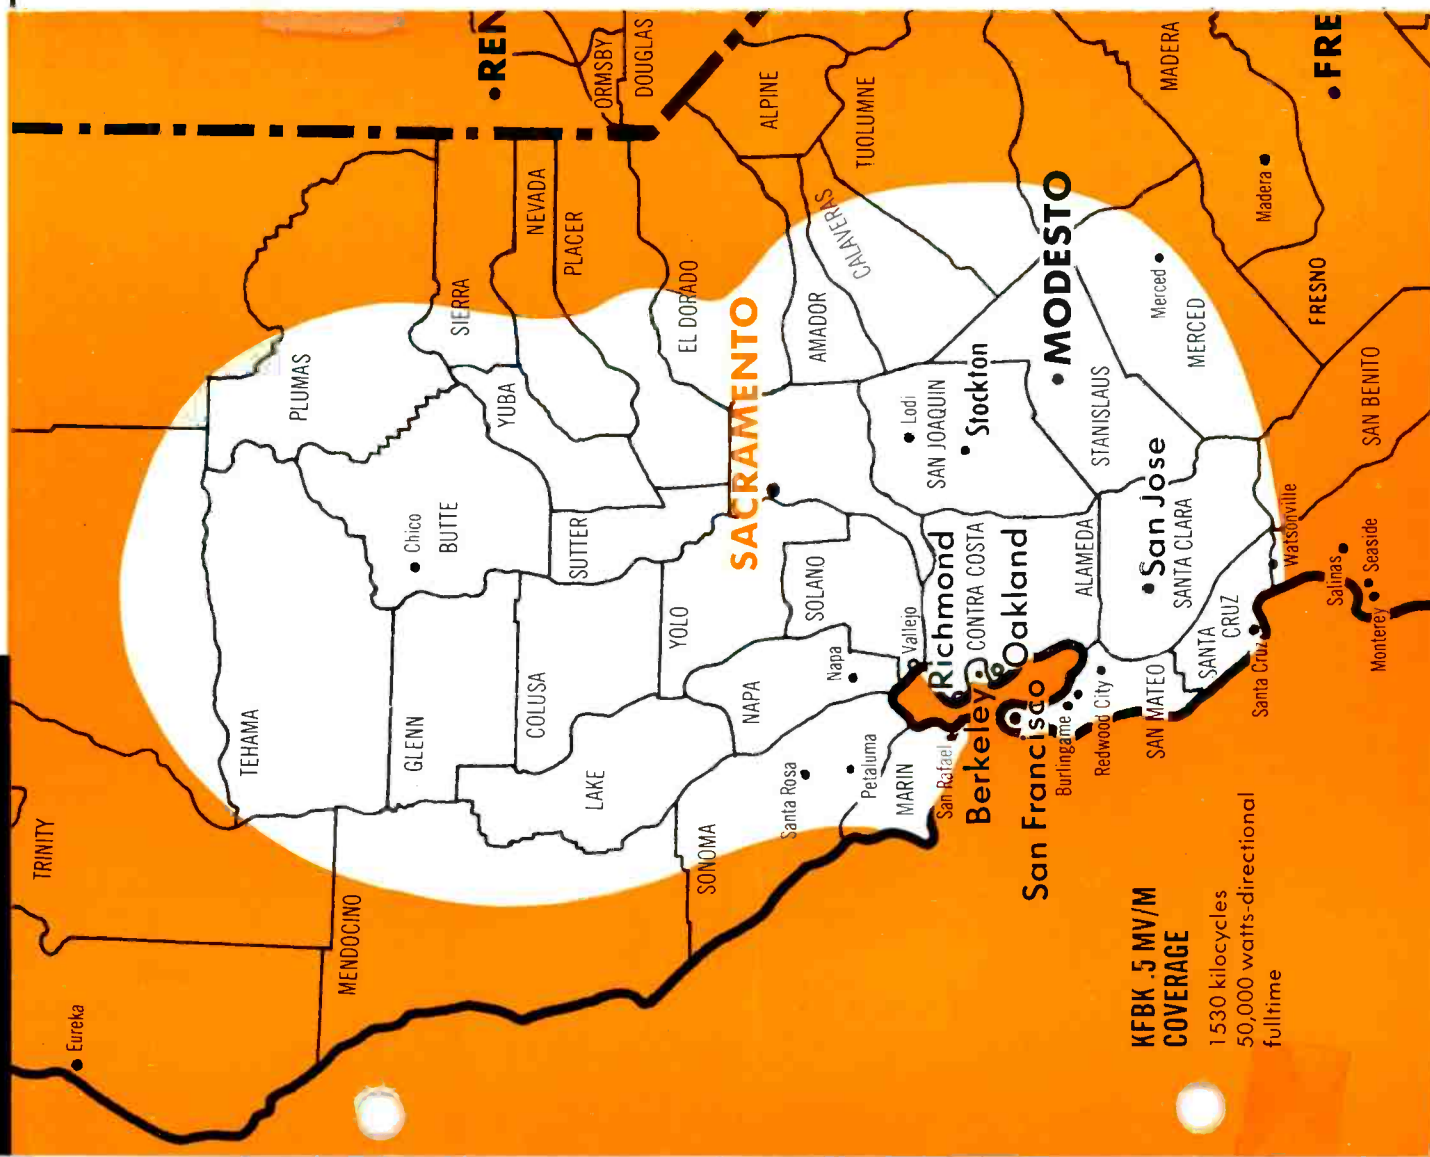 TRINITY
Eureka
MENDOCINO
TEHAMA
PLUMAS
GLENN
Chico
BUTTE
SIERRA
YUBA
NEVADA
PLACER
COLUSA
SUTTER
LAKE
YOLO
EL DORADO
SACRAMENTO
ORMSBY
DOUGLAS
•REN
ALPINE
AMADOR
CALAVERAS
TUOLUMNE
SONOMA
NAPA
Napa
SOLANO
Vallejo
Santa Rosa
Petaluma
MARIN
San Rafael
Richmond
Berkeley
CONTRA COSTA
Oakland
San Francisco
Burlingame
Redwood City
SAN MATEO
ALAMEDA
Lodi
SAN JOAQUIN
Stockton
MODESTO
STANISLAUS
San Jose
SANTA CLARA
SANTA
CRUZ
Santa Cruz
Watsonville
Merced
MERCED
MADERA
Madera
FRESNO
•FRE
SAN BENITO
Salinas
Seaside
Monterey
KFBK .5 MV/M
COVERAGE
1530 kilocycles
50,000 watts-directional
fulltime